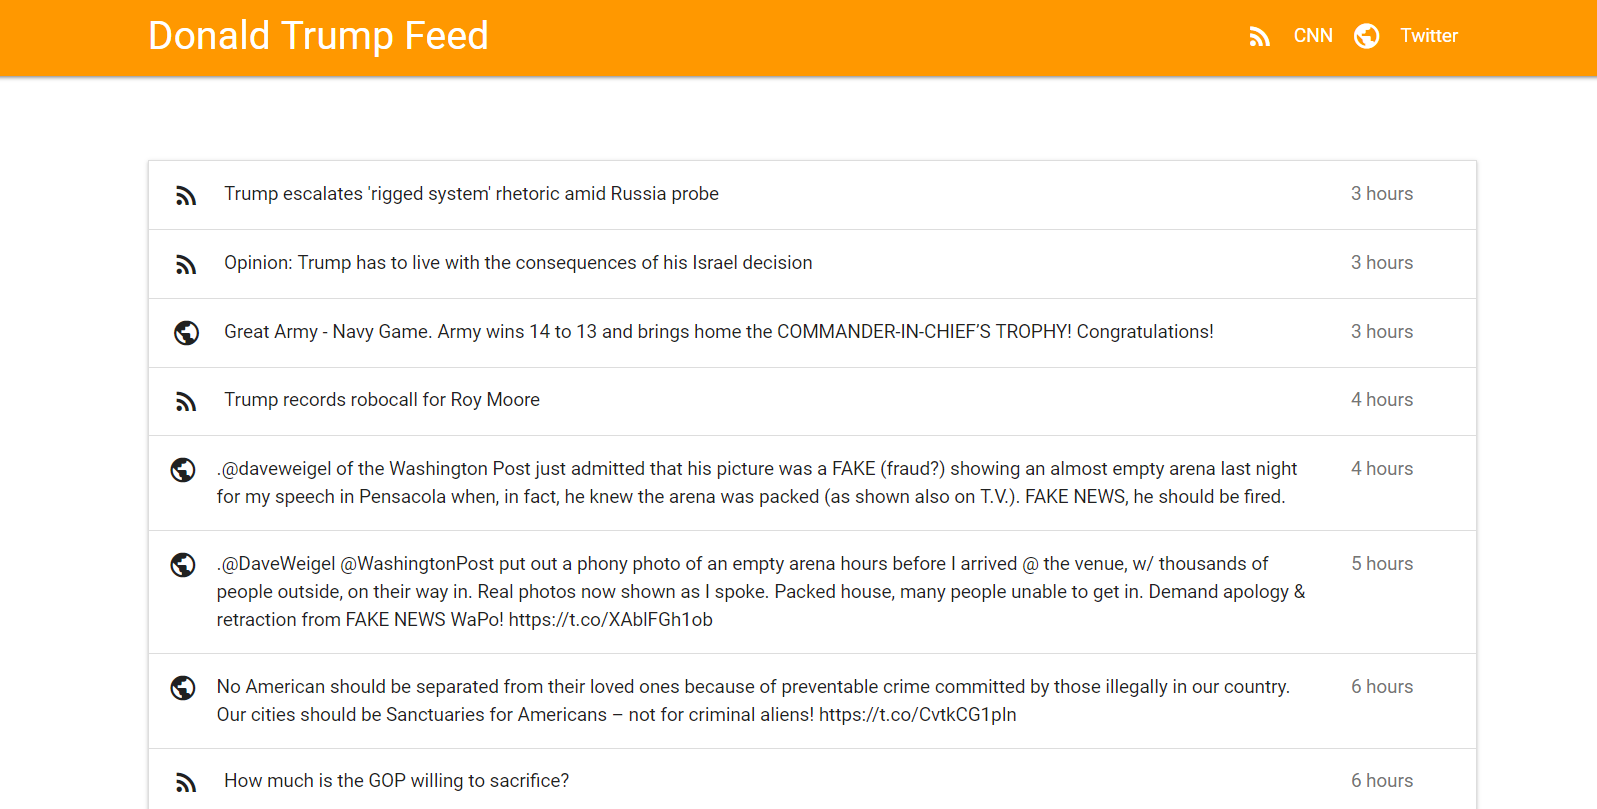 Donald Trump Feed
CNN
Twitter
Trump escalates 'rigged system' rhetoric amid Russia probe
3 hours
Opinion: Trump has to live with the consequences of his Israel decision
3 hours
Great Army - Navy Game. Army wins 14 to 13 and brings home the COMMANDER-IN-CHIEF’S TROPHY! Congratulations!
3 hours
Trump records robocall for Roy Moore
4 hours
.@daveweigel of the Washington Post just admitted that his picture was a FAKE (fraud?) showing an almost empty arena last night
4 hours
for my speech in Pensacola when, in fact, he knew the arena was packed (as shown also on T.V.). FAKE NEWS, he should be fired.
.@DaveWeigel @WashingtonPost put out a phony photo of an empty arena hours before I arrived @ the venue, w/ thousands of
5 hours
people outside, on their way in. Real photos now shown as I spoke. Packed house, many people unable to get in. Demand apology &
retraction from FAKE NEWS WaPo! https://t.co/XAblFGh1ob
No American should be separated from their loved ones because of preventable crime committed by those illegally in our country.
6 hours
Our cities should be Sanctuaries for Americans – not for criminal aliens! https://t.co/CvtkCG1pln
How much is the GOP willing to sacrifice?
6 hours